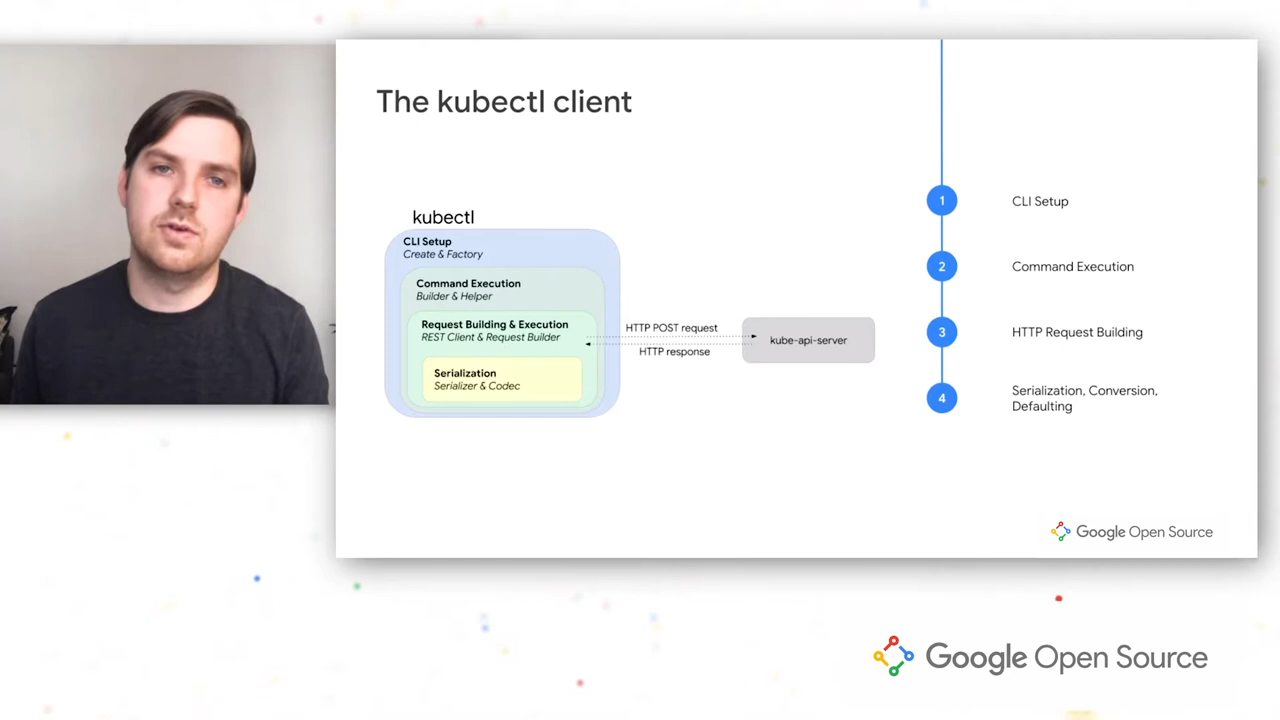 The kubectl client
kubectl
CLI Setup
Create & Factory
Command Execution
Builder & Helper
Request Building & Execution
REST Client & Request Builder
Serialization
Serializer & Codec
HTTP POST request
HTTP response
kube-api-server
1
CLI Setup
2
Command Execution
3
HTTP Request Building
4
Serialization, Conversion,
Defaulting
Google Open Source
Google Open Source